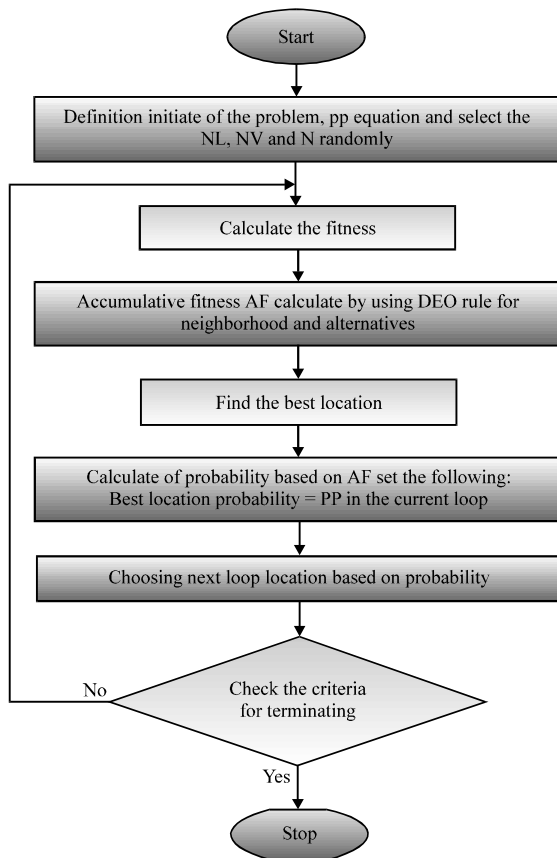 Start
Definition initiate of the problem, pp equation and select the
NL, NV and N randomly
Calculate the fitness
Accumulative fitness AF calculate by using DEO rule for
neighborhood and alternatives
Find the best location
Calculate of probability based on AF set the following:
Best location probability = PP in the current loop
Choosing next loop location based on probability
Check the criteria
for terminating
No
Yes
Stop